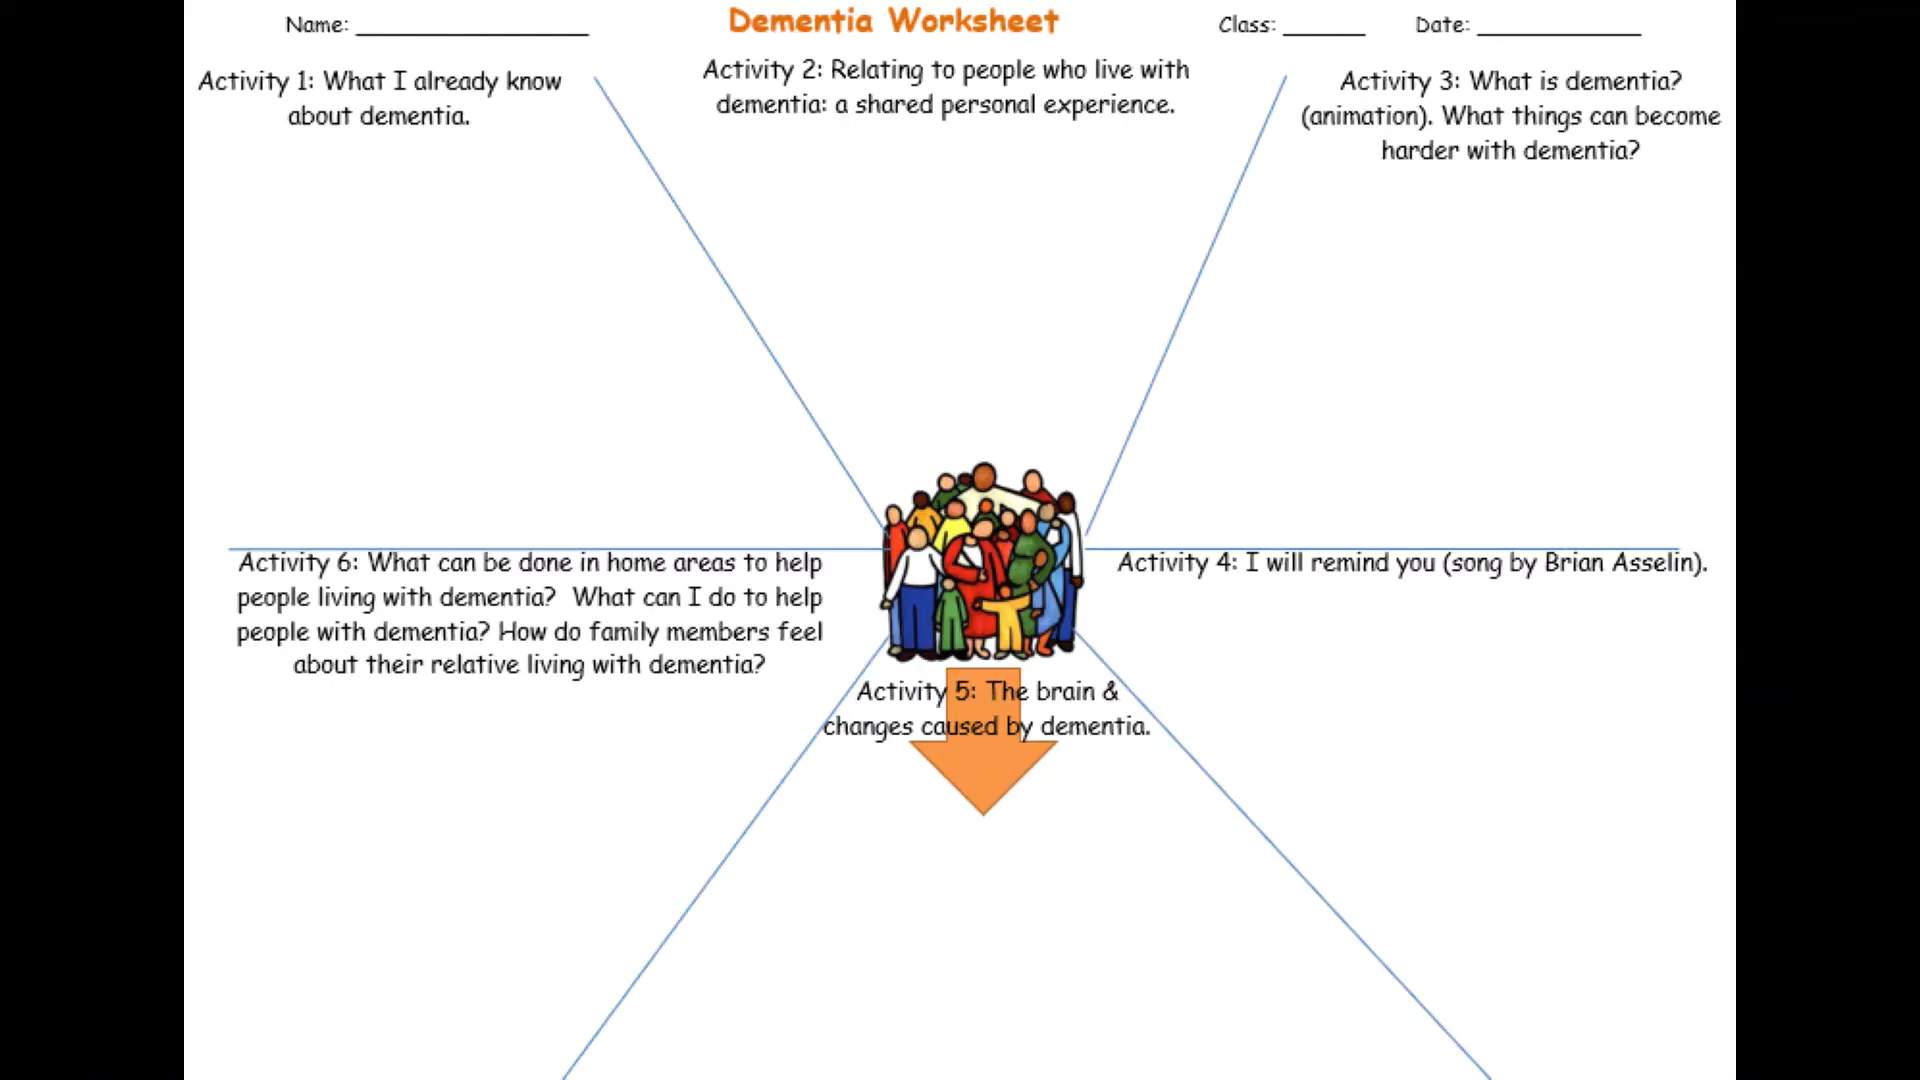 Name: ___________________ Dementia Worksheet Class: _______ Date: ______________
Activity 1: What I already know
about dementia.
Activity 2: Relating to people who live with
dementia: a shared personal experience.
Activity 3: What is dementia?
(animation). What things can become
harder with dementia?
Activity 6: What can be done in home areas to help
people living with dementia?  What can I do to help
people with dementia? How do family members feel
about their relative living with dementia?
Activity 4: I will remind you (song by Brian Asselin).
Activity 5: The brain &
changes caused by dementia.